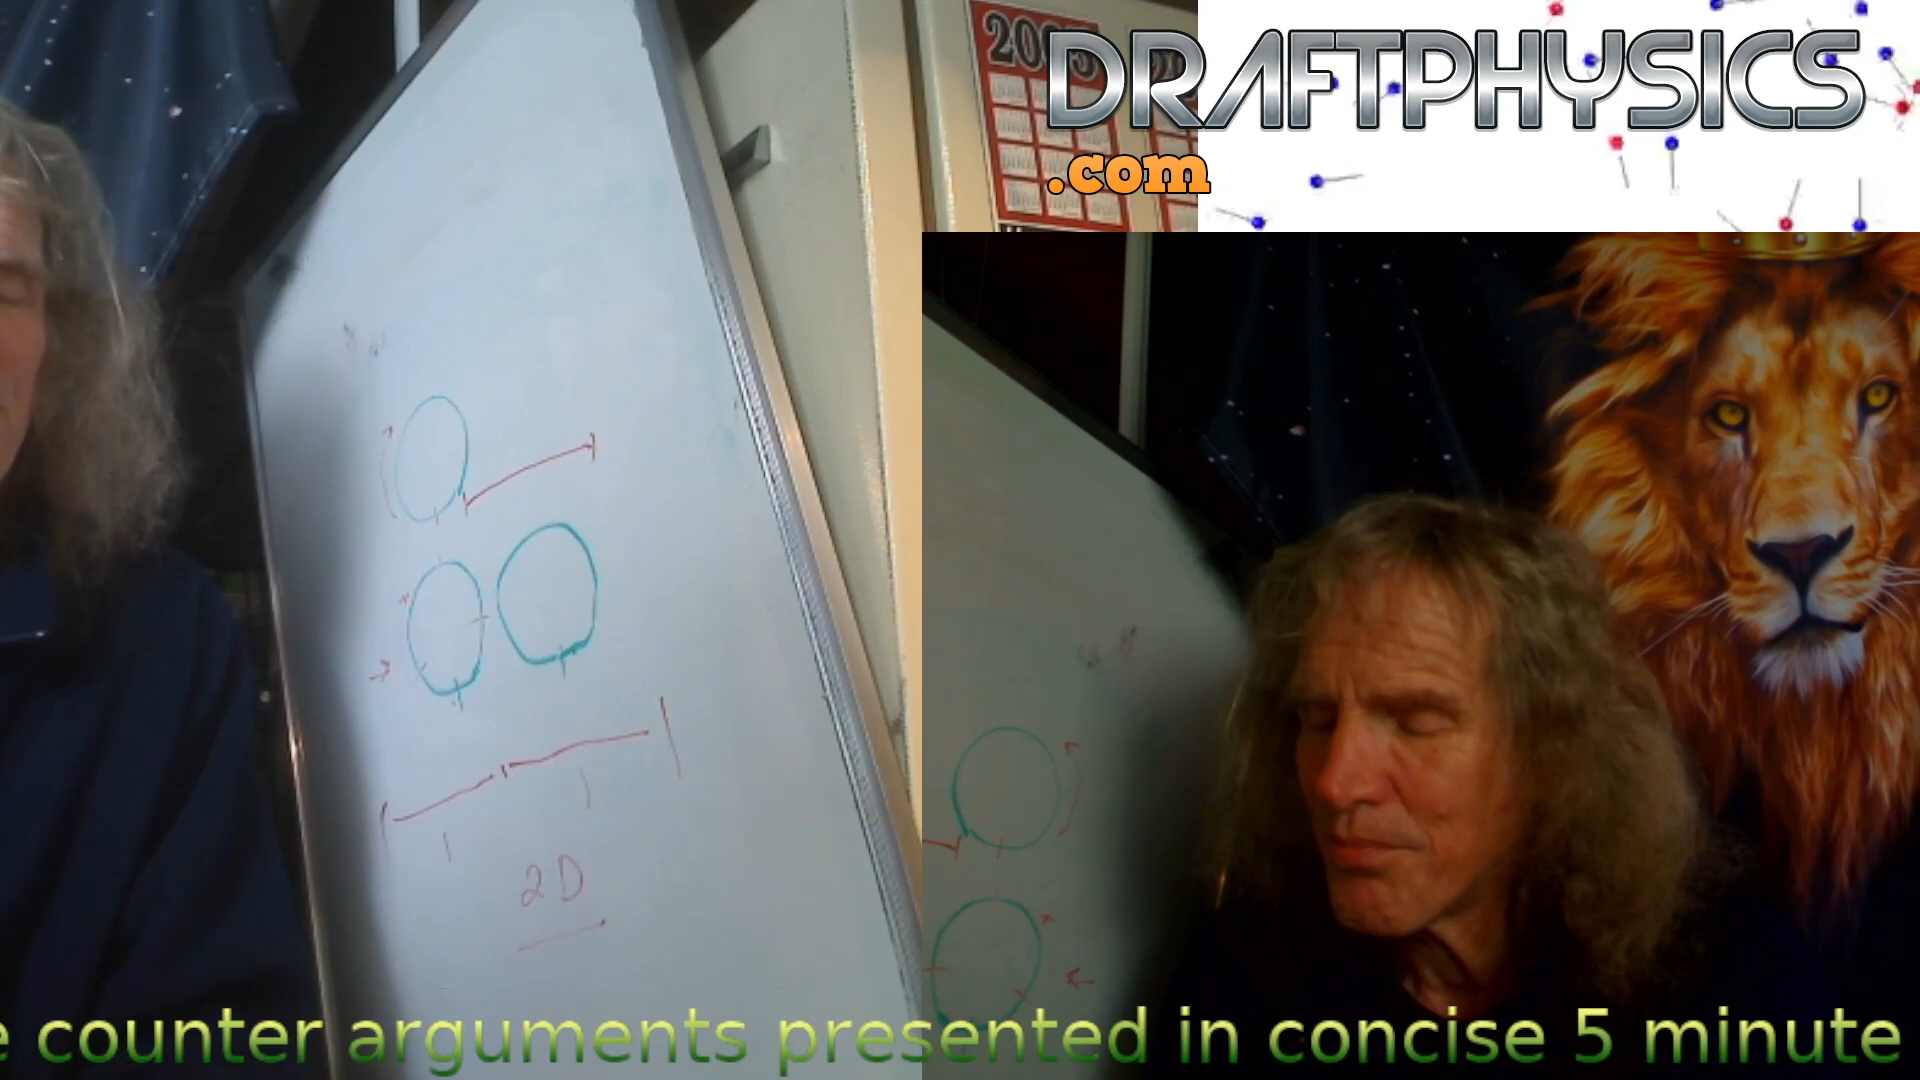 DRAFTPHYSICS
.com
2D
counter arguments presented in concise 5 minute